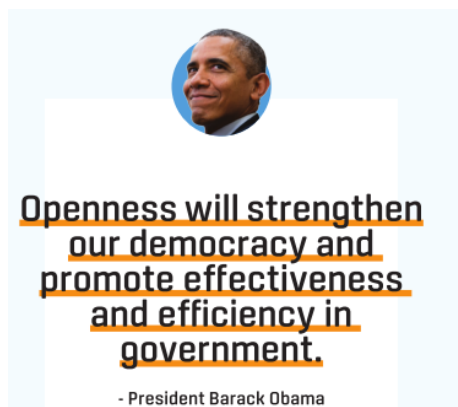 Openness will strengthen
our democracy and
promote effectiveness
and efficiency in
government.
- President Barack Obama